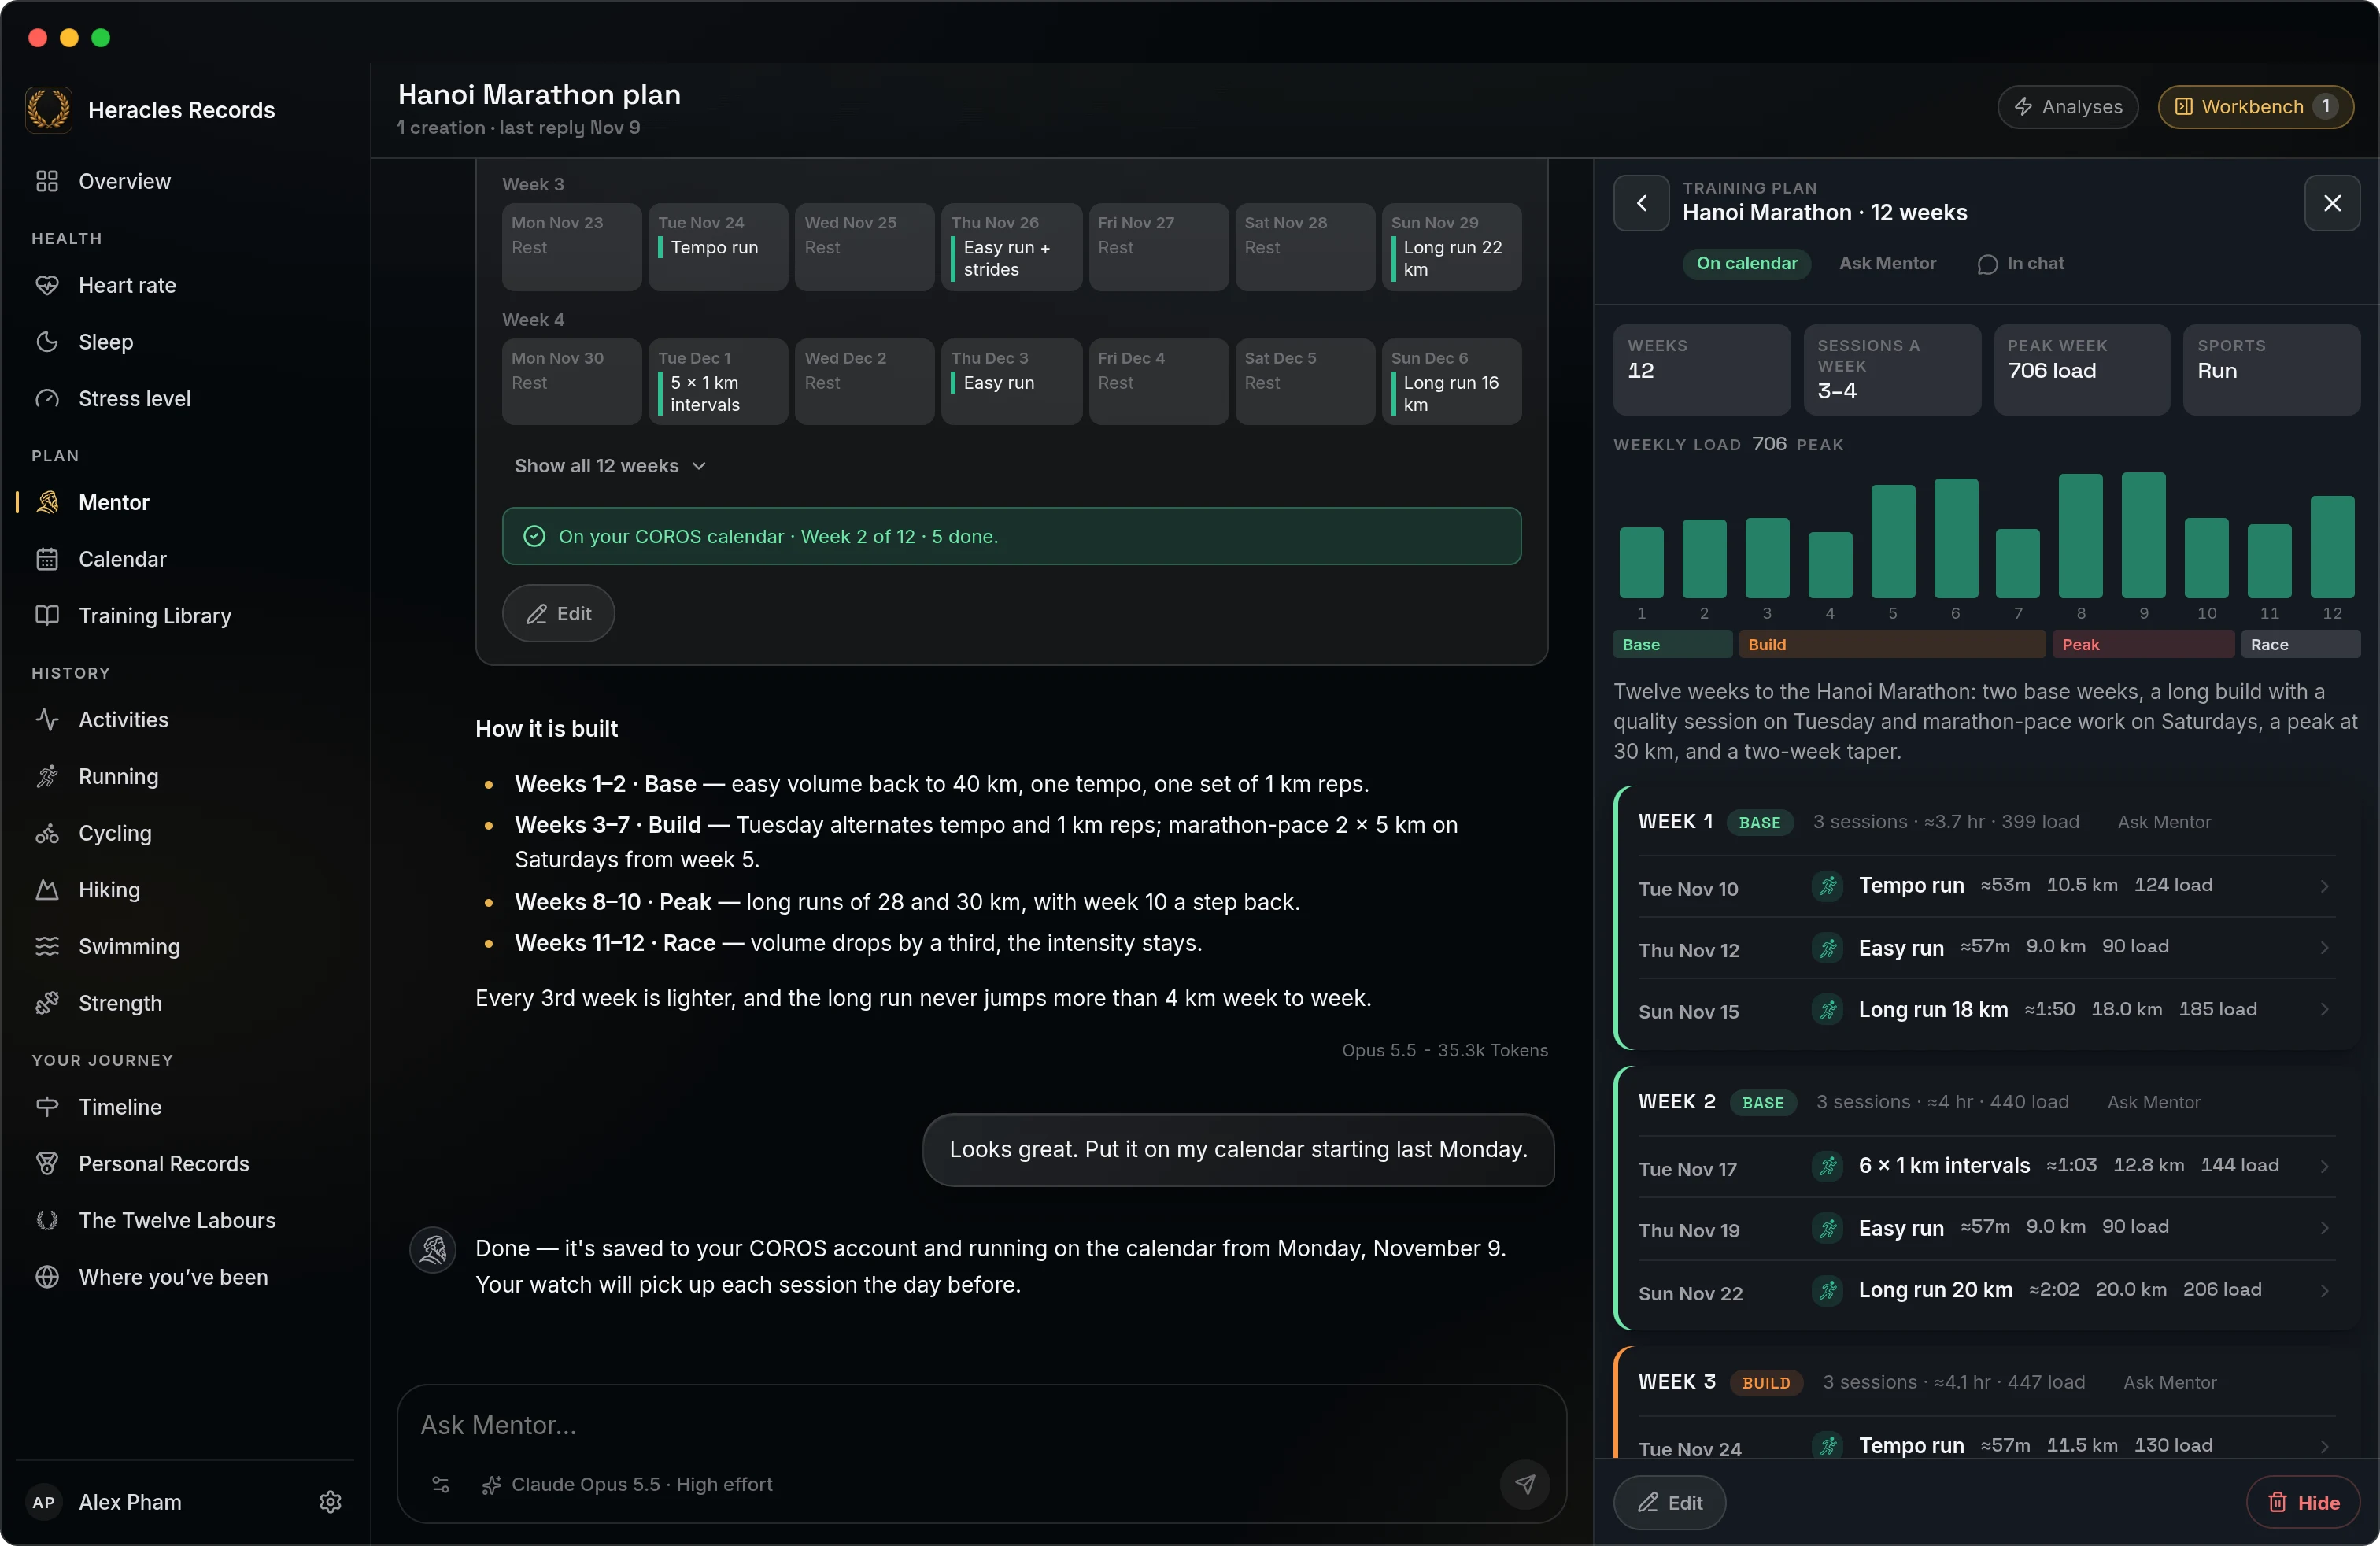 Heracles Records
Overview
HEALTH
Heart rate
Sleep
Stress level
PLAN
Mentor
Calendar
Training Library
HISTORY
Activities
Running
Cycling
Hiking
Swimming
Strength
YOUR JOURNEY
Timeline
Personal Records
The Twelve Labours
Where you’ve been
AP Alex Pham
Hanoi Marathon plan
1 creation · last reply Nov 9
Analyses
Workbench 1
Week 3
Mon Nov 23
Rest
Tue Nov 24
Tempo run
Wed Nov 25
Rest
Thu Nov 26
Easy run +
strides
Fri Nov 27
Rest
Sat Nov 28
Rest
Sun Nov 29
Long run 22
km
Week 4
Mon Nov 30
Rest
Tue Dec 1
5 × 1 km
intervals
Wed Dec 2
Rest
Thu Dec 3
Easy run
Fri Dec 4
Rest
Sat Dec 5
Rest
Sun Dec 6
Long run 16
km
Show all 12 weeks
On your COROS calendar · Week 2 of 12 · 5 done.
Edit
How it is built
• Weeks 1–2 · Base — easy volume back to 40 km, one tempo, one set of 1 km reps.
• Weeks 3–7 · Build — Tuesday alternates tempo and 1 km reps; marathon-pace 2 × 5 km on
Saturdays from week 5.
• Weeks 8–10 · Peak — long runs of 28 and 30 km, with week 10 a step back.
• Weeks 11–12 · Race — volume drops by a third, the intensity stays.
Every 3rd week is lighter, and the long run never jumps more than 4 km week to week.
Opus 5.5 - 35.3k Tokens
Looks great. Put it on my calendar starting last Monday.
Done — it's saved to your COROS account and running on the calendar from Monday, November 9.
Your watch will pick up each session the day before.
Ask Mentor...
Claude Opus 5.5 · High effort
TRAINING PLAN
Hanoi Marathon · 12 weeks
On calendar
Ask Mentor
In chat
WEEKS
12
SESSIONS A
WEEK
3–4
PEAK WEEK
706 load
SPORTS
Run
WEEKLY LOAD 706 PEAK
1 2 3 4 5 6 7 8 9 10 11 12
Base Build Peak Race
Twelve weeks to the Hanoi Marathon: two base weeks, a long build with a
quality session on Tuesday and marathon-pace work on Saturdays, a peak at
30 km, and a two-week taper.
WEEK 1 BASE 3 sessions · ≈3.7 hr · 399 load Ask Mentor
Tue Nov 10 Tempo run ≈53m 10.5 km 124 load
Thu Nov 12 Easy run ≈57m 9.0 km 90 load
Sun Nov 15 Long run 18 km ≈1:50 18.0 km 185 load
WEEK 2 BASE 3 sessions · ≈4 hr · 440 load Ask Mentor
Tue Nov 17 6 × 1 km intervals ≈1:03 12.8 km 144 load
Thu Nov 19 Easy run ≈57m 9.0 km 90 load
Sun Nov 22 Long run 20 km ≈2:02 20.0 km 206 load
WEEK 3 BUILD 3 sessions · ≈4.1 hr · 447 load Ask Mentor
Tue Nov 24 Tempo run ≈57m 11.5 km 130 load
Edit
Hide